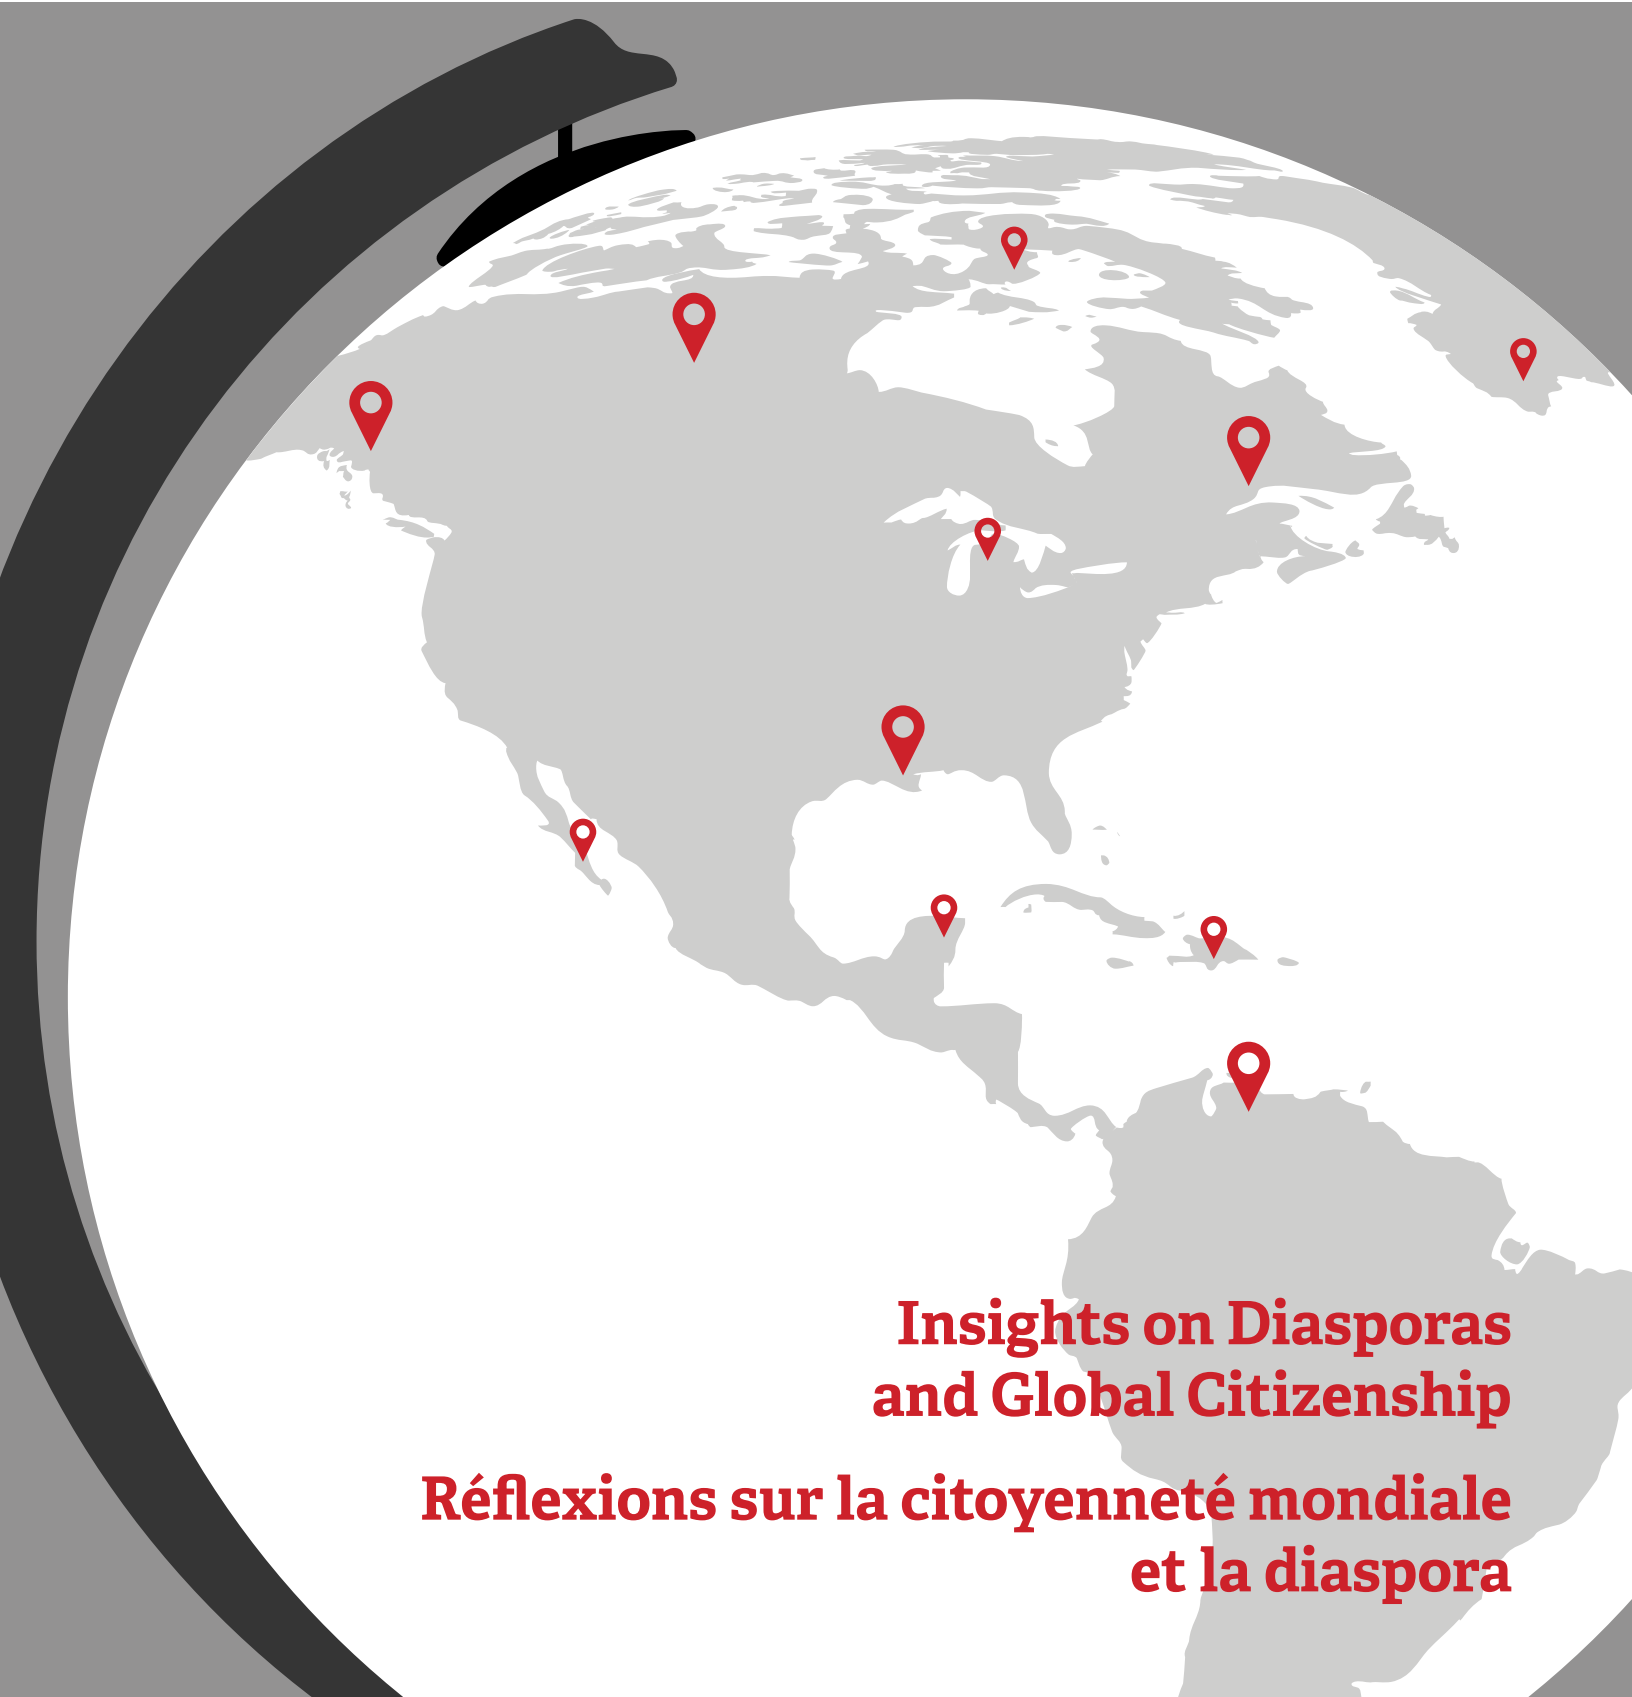 Insights on Diasporas
and Global Citizenship
Réflexions sur la citoyenneté mondiale
et la diaspora